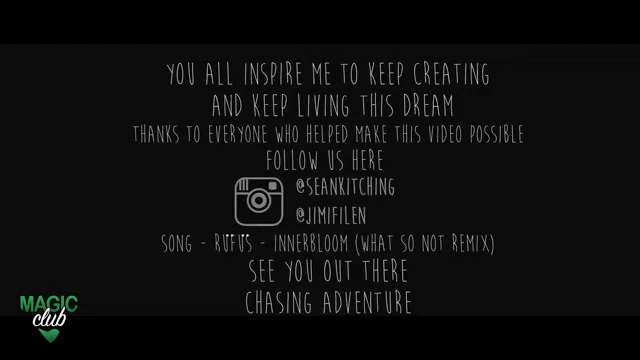 YOU ALL INSPIRE ME TO KEEP CREATING
AND KEEP LIVING THIS DREAM
THANKS TO EVERYONE WHO HELPED MAKE THIS VIDEO POSSIBLE
FOLLOW US HERE
@SEANKITCHING
@JIMIFILEN
SONG - RÜFÜS - INNERBLOOM (WHAT SO NOT REMIX)
SEE YOU OUT THERE
CHASING ADVENTURE
MAGIC
club